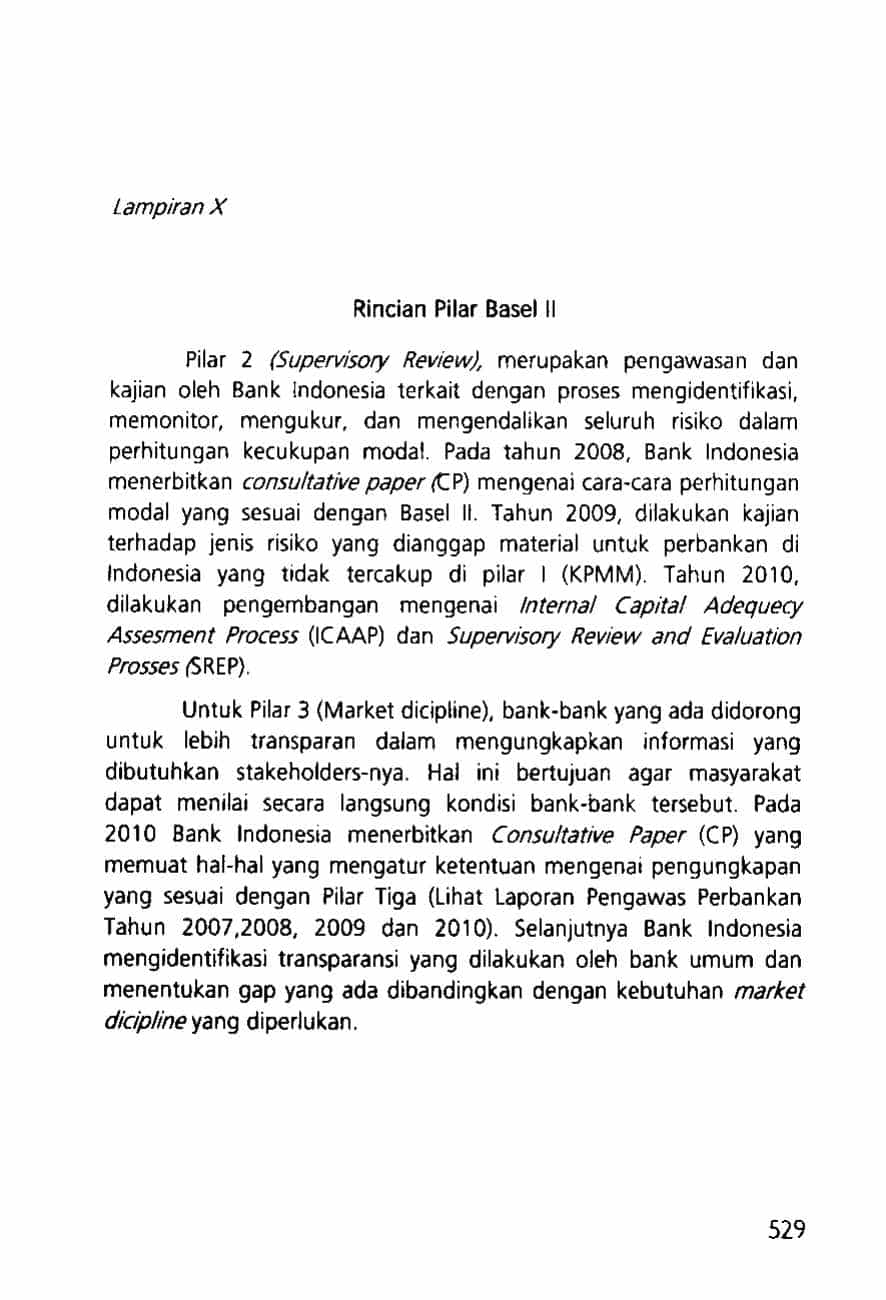 Lampiran X
Rincian Pilar Basel II
Pilar 2 (Supervisory Review), merupakan pengawasan dan
kajian oleh Bank Indonesia terkait dengan proses mengidentifikasi,
memonitor, mengukur, dan mengendalikan seluruh risiko dalam
perhitungan kecukupan modal. Pada tahun 2008, Bank Indonesia
menerbitkan consultative paper (CP) mengenai cara-cara perhitungan
modal yang sesuai dengan Basel II. Tahun 2009, dilakukan kajian
terhadap jenis risiko yang dianggap material untuk perbankan di
Indonesia yang tidak tercakup di pilar I (KPMM). Tahun 2010,
dilakukan pengembangan mengenai Internal Capital Adequecy
Assesment Process (ICAAP) dan Supervisory Review and Evaluation
Prosses (SREP).
Untuk Pilar 3 (Market dicipline), bank-bank yang ada didorong
untuk lebih transparan dalam mengungkapkan informasi yang
dibutuhkan stakeholders-nya. Hal ini bertujuan agar masyarakat
dapat menilai secara langsung kondisi bank-bank tersebut. Pada
2010 Bank Indonesia menerbitkan Consultative Paper (CP) yang
memuat hal-hal yang mengatur ketentuan mengenai pengungkapan
yang sesuai dengan Pilar Tiga (Lihat Laporan Pengawas Perbankan
Tahun 2007,2008, 2009 dan 2010). Selanjutnya Bank Indonesia
mengidentifikasi transparansi yang dilakukan oleh bank umum dan
menentukan gap yang ada dibandingkan dengan kebutuhan market
dicipline yang diperlukan.
529